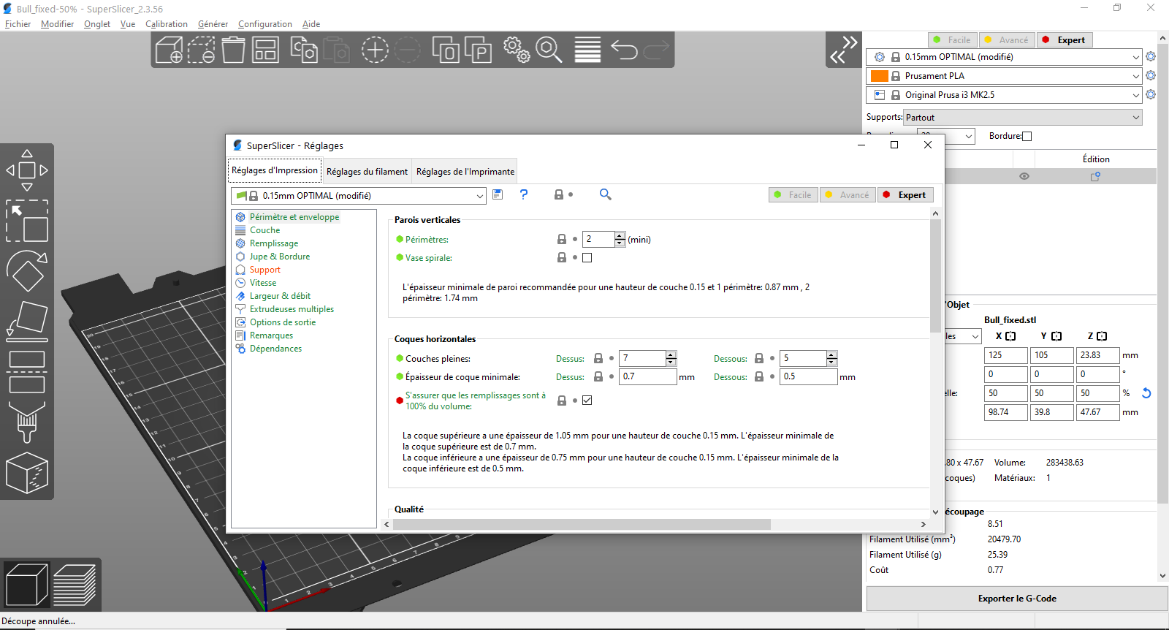 Bull_fixed-50% - SuperSlicer_2.3.56
Fichier Modifier Onglet Vue Calibration Générer Configuration Aide
Facile Avancé Expert
0.15mm OPTIMAL (modifié)
Prusament PLA
Original Prusa i3 MK2.5
Supports: Partout
Bordure:
Édition
SuperSlicer - Réglages
Réglages d'Impression Réglages du filament Réglages de l'Imprimante
0.15mm OPTIMAL (modifié)
? Facile Avancé Expert
Périmètre et enveloppe
Couche
Remplissage
Jupe & Bordure
Support
Vitesse
Largeur & débit
Extrudeuses multiples
Options de sortie
Remarques
Dépendances
Parois verticales
Périmètres: 2 (mini)
Vase spirale:
L'épaisseur minimale de paroi recommandée pour une hauteur de couche 0.15 et 1 périmètre: 0.87 mm , 2
périmètre: 1.74 mm
Coques horizontales
Couches pleines: Dessus: 7 Dessous: 5
Épaisseur de coque minimale: Dessus: 0.7 mm Dessous: 0.5 mm
S'assurer que les remplissages sont à
100% du volume:
La coque supérieure a une épaisseur de 1.05 mm pour une hauteur de couche 0.15 mm. L'épaisseur minimale de
la coque supérieure est de 0.7 mm.
La coque inférieure a une épaisseur de 0.75 mm pour une hauteur de couche 0.15 mm. L'épaisseur minimale de la
coque inférieure est de 0.5 mm.
Qualité
'Objet
Bull_fixed.stl
les X Y Z
125 105 23.83 mm
0 0 0 °
elle: 50 50 50 %
98.74 39.8 47.67 mm
.80 x 47.67 Volume: 283438.63
coques) Matériaux: 1
écoupage
8.51
Filament Utilisé (mm³) 20479.70
Filament Utilisé (g) 25.39
Coût 0.77
Exporter le G-Code
Découpe annulée...